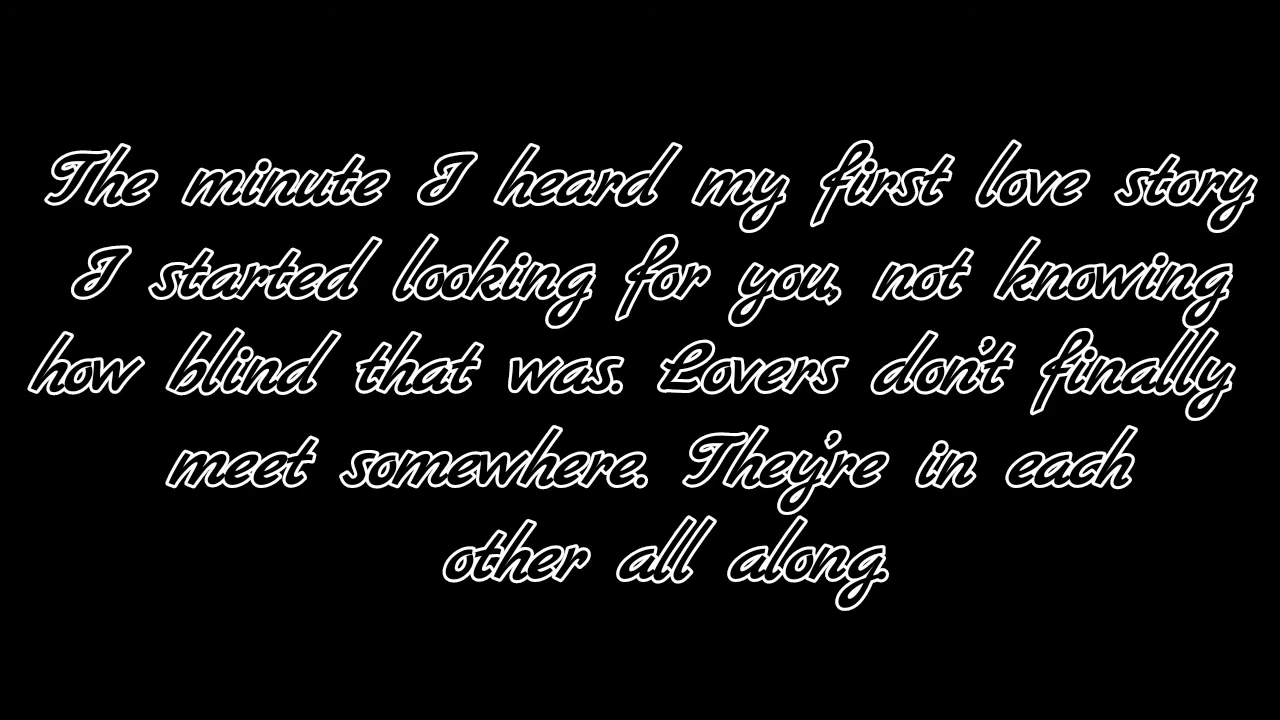 The minute I heard my first love story
I started looking for you, not knowing
how blind that was. Lovers don't finally
meet somewhere. They're in each
other all along.